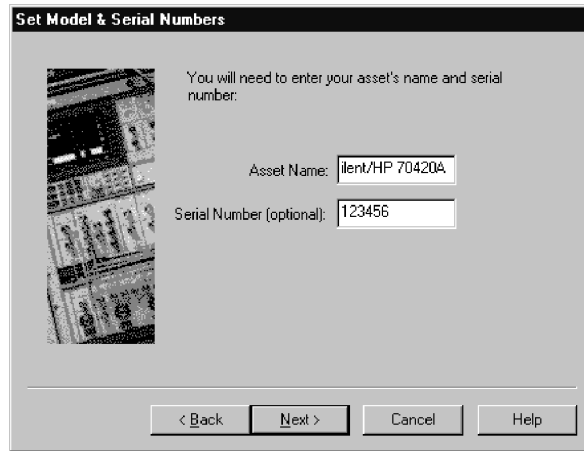 Set Model & Serial Numbers
You will need to enter your asset's name and serial
number:
Asset Name: ilent/HP 70420A
Serial Number (optional): 123456
< Back Next > Cancel Help